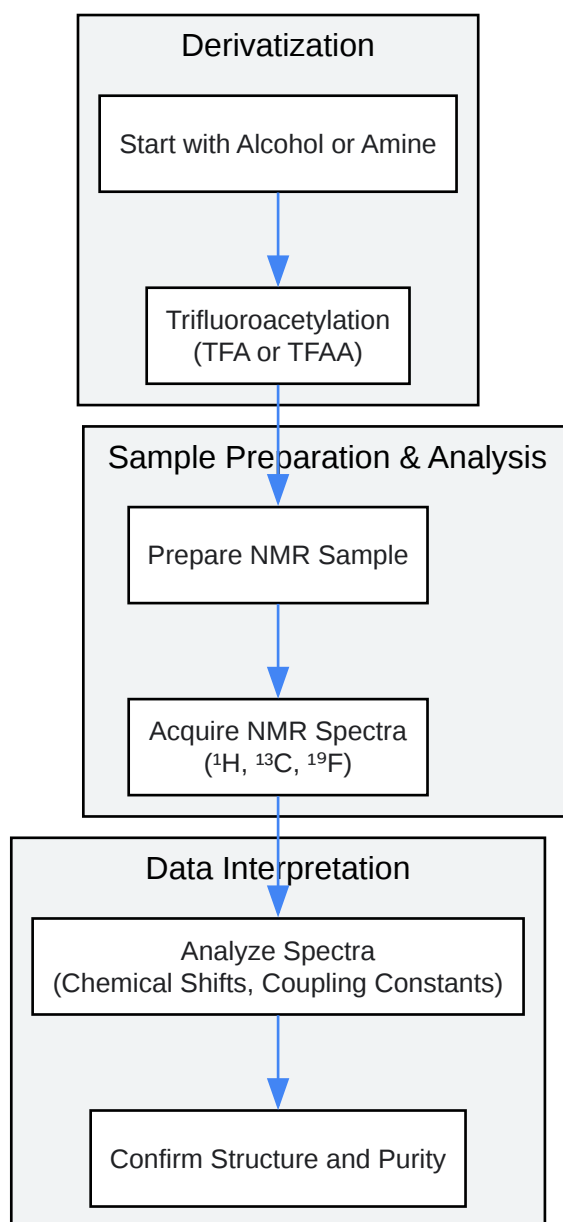 Derivatization
Start with Alcohol or Amine
Trifluoroacetylation
(TFA or TFAA)
Sample Preparation & Analysis
Prepare NMR Sample
Acquire NMR Spectra
(¹H, ¹³C, ¹⁹F)
Data Interpretation
Analyze Spectra
(Chemical Shifts, Coupling Constants)
Confirm Structure and Purity